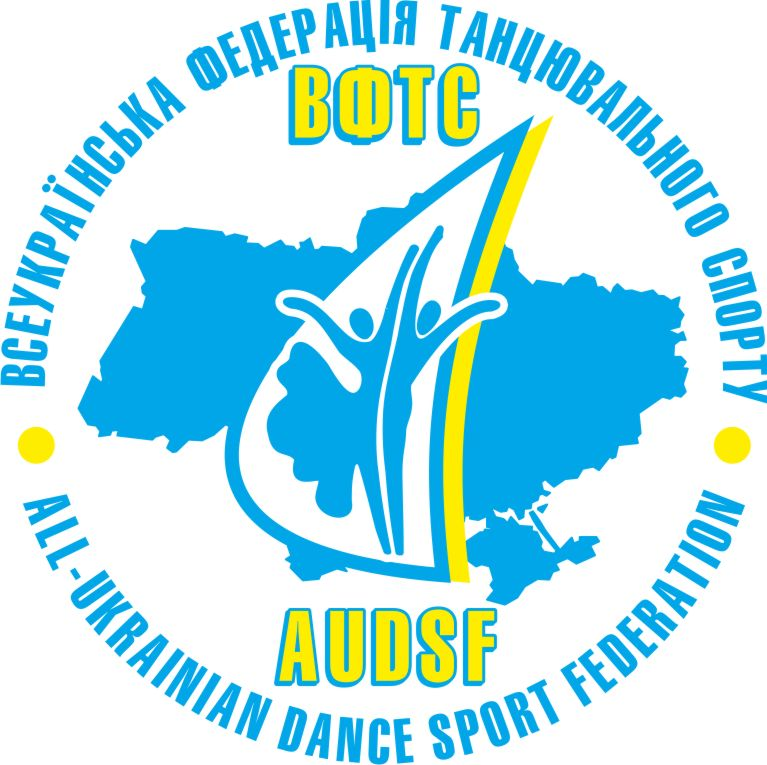 ВСЕУКРАЇНСЬКА ФЕДЕРАЦІЯ ТАНЦЮВАЛЬНОГО СПОРТУ
ВФТС
AUDSF
ALL-UKRAINIAN DANCE SPORT FEDERATION